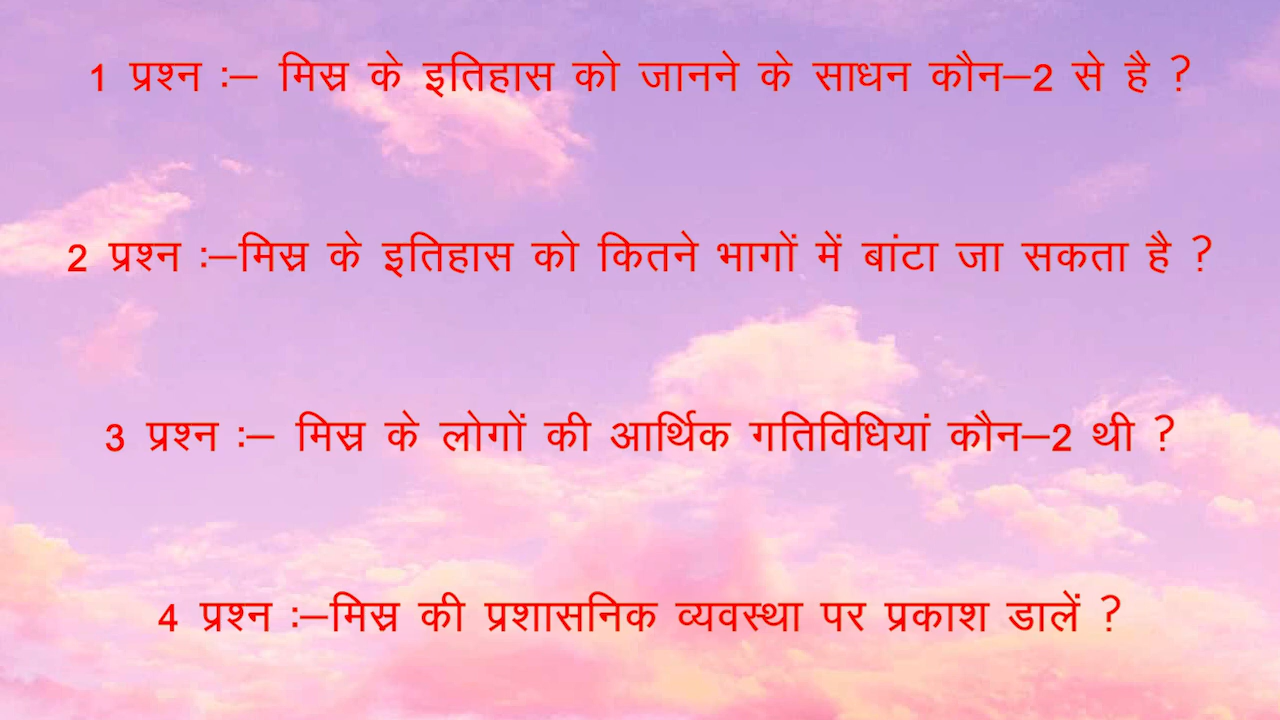 1 प्रश्न :– मिस्र के इतिहास को जानने के साधन कौन–2 से है ?
2 प्रश्न :–मिस्र के इतिहास को कितने भागों में बांटा जा सकता है ?
3 प्रश्न :– मिस्र के लोगों की आर्थिक गतिविधियां कौन–2 थी ?
4 प्रश्न :–मिस्र की प्रशासनिक व्यवस्था पर प्रकाश डालें ?